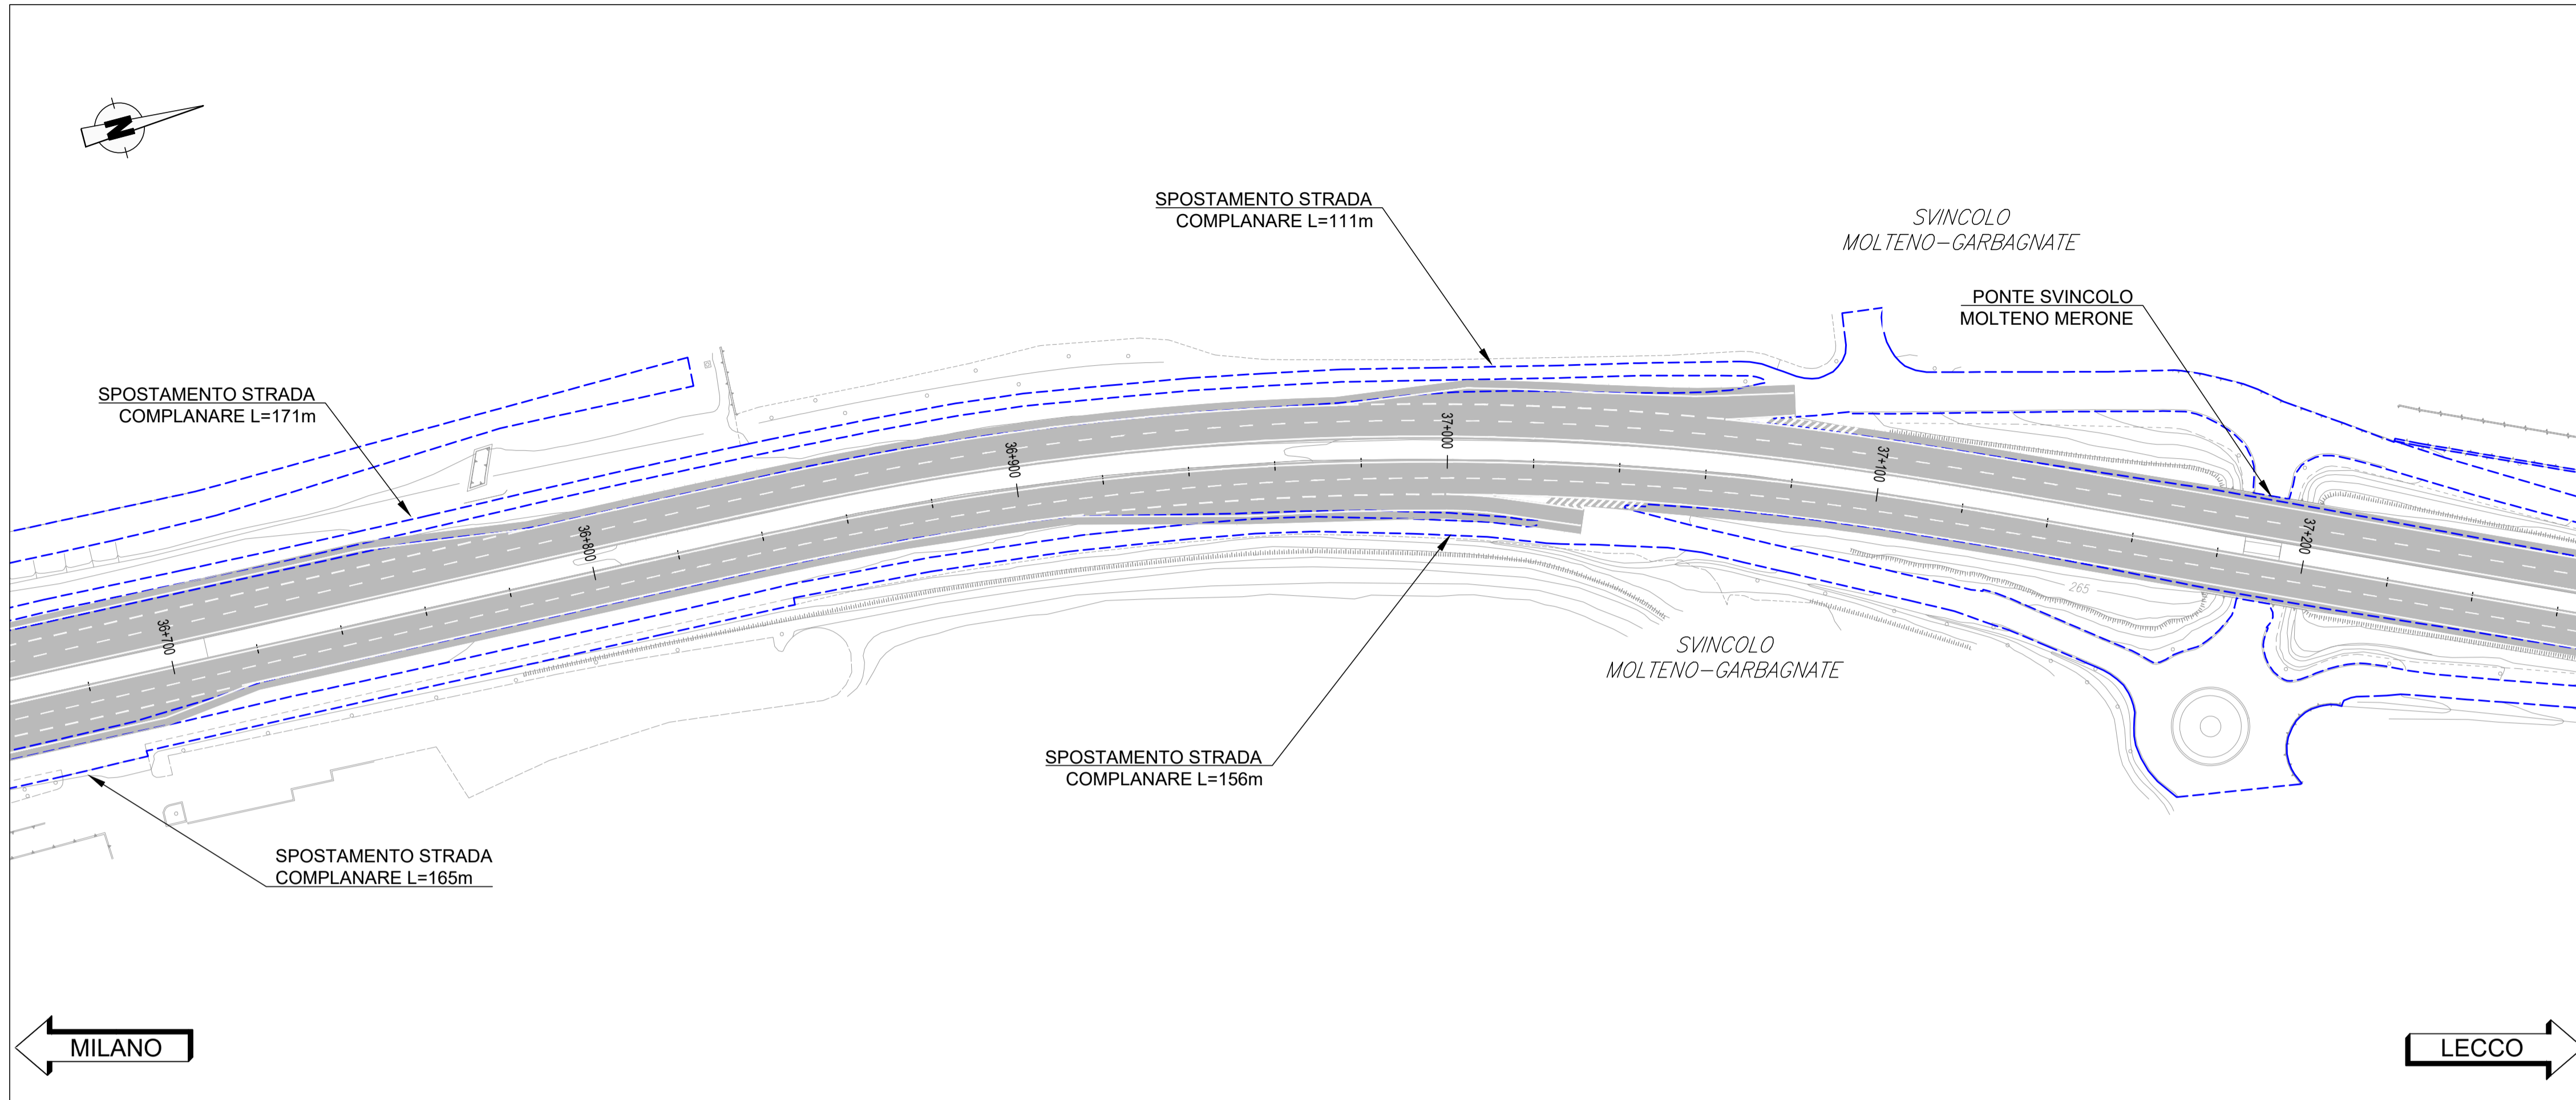 N
SPOSTAMENTO STRADA
COMPLANARE L=111m
SVINCOLO
MOLTENO-GARBAGNATE
PONTE SVINCOLO
MOLTENO MERONE
SPOSTAMENTO STRADA
COMPLANARE L=171m
36+700
36+800
36+900
37+000
37+100
37+200
265
SVINCOLO
MOLTENO-GARBAGNATE
SPOSTAMENTO STRADA
COMPLANARE L=156m
SPOSTAMENTO STRADA
COMPLANARE L=165m
MILANO
LECCO